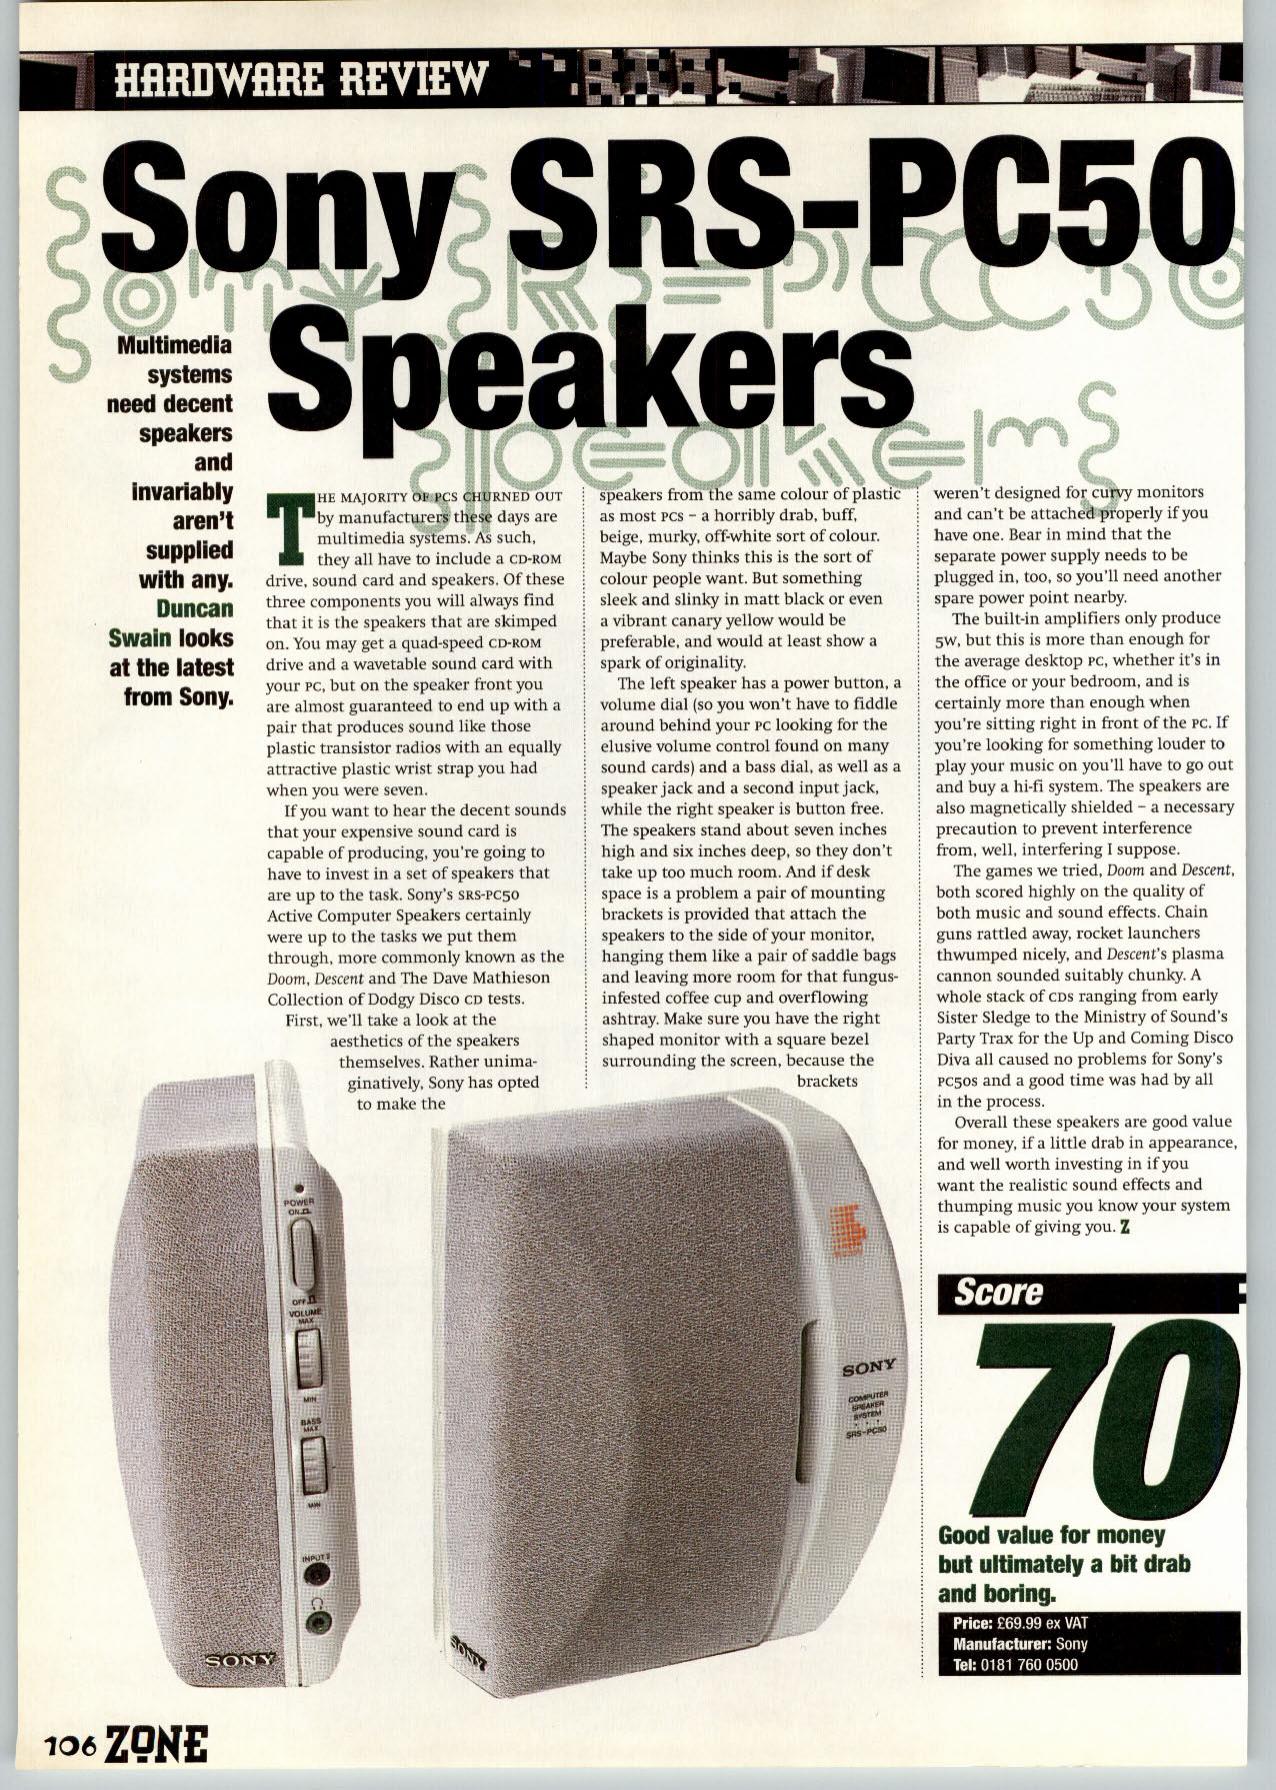 HARDWARE REVIEW
Sony SRS-PC50
Speakers
Multimedia
systems
need decent
speakers
and
invariably
aren't
supplied
with any.
Duncan
Swain looks
at the latest
from Sony.
THE MAJORITY OF PCS CHURNED OUT
by manufacturers these days are
multimedia systems. As such,
they all have to include a CD-ROM
drive, sound card and speakers. Of these
three components you will always find
that it is the speakers that are skimped
on. You may get a quad-speed CD-ROM
drive and a wavetable sound card with
your PC, but on the speaker front you
are almost guaranteed to end up with a
pair that produces sound like those
plastic transistor radios with an equally
attractive plastic wrist strap you had
when you were seven.
If you want to hear the decent sounds
that your expensive sound card is
capable of producing, you're going to
have to invest in a set of speakers that
are up to the task. Sony's SRS-PC50
Active Computer Speakers certainly
were up to the tasks we put them
through, more commonly known as the
Doom, Descent and The Dave Mathieson
Collection of Dodgy Disco CD tests.
First, we'll take a look at the
aesthetics of the speakers
themselves. Rather unima-
ginatively, Sony has opted
to make the
speakers from the same colour of plastic
as most PCs – a horribly drab, buff,
beige, murky, off-white sort of colour.
Maybe Sony thinks this is the sort of
colour people want. But something
sleek and slinky in matt black or even
a vibrant canary yellow would be
preferable, and would at least show a
spark of originality.
The left speaker has a power button, a
volume dial (so you won't have to fiddle
around behind your PC looking for the
elusive volume control found on many
sound cards) and a bass dial, as well as a
speaker jack and a second input jack,
while the right speaker is button free.
The speakers stand about seven inches
high and six inches deep, so they don't
take up too much room. And if desk
space is a problem a pair of mounting
brackets is provided that attach the
speakers to the side of your monitor,
hanging them like a pair of saddle bags
and leaving more room for that fungus-
infested coffee cup and overflowing
ashtray. Make sure you have the right
shaped monitor with a square bezel
surrounding the screen, because the
brackets
weren't designed for curvy monitors
and can't be attached properly if you
have one. Bear in mind that the
separate power supply needs to be
plugged in, too, so you'll need another
spare power point nearby.
The built-in amplifiers only produce
5W, but this is more than enough for
the average desktop PC, whether it's in
the office or your bedroom, and is
certainly more than enough when
you're sitting right in front of the PC. If
you're looking for something louder to
play your music on you'll have to go out
and buy a hi-fi system. The speakers are
also magnetically shielded – a necessary
precaution to prevent interference
from, well, interfering I suppose.
The games we tried, Doom and Descent,
both scored highly on the quality of
both music and sound effects. Chain
guns rattled away, rocket launchers
thwumped nicely, and Descent's plasma
cannon sounded suitably chunky. A
whole stack of CDs ranging from early
Sister Sledge to the Ministry of Sound's
Party Trax for the Up and Coming Disco
Diva all caused no problems for Sony's
PC50s and a good time was had by all
in the process.
Overall these speakers are good value
for money, if a little drab in appearance,
and well worth investing in if you
want the realistic sound effects and
thumping music you know your system
is capable of giving you. Z
POWER
ON
OFF
VOLUME
MAX
MIN
BASS
MAX
MIN
INPUT 2
SONY
SONY
COMPUTER
SPEAKER
SYSTEM
SRS-PC50
SONY
Score
70
Good value for money
but ultimately a bit drab
and boring.
Price: £69.99 ex VAT
Manufacturer: Sony
Tel: 0181 760 0500
106 ZONE